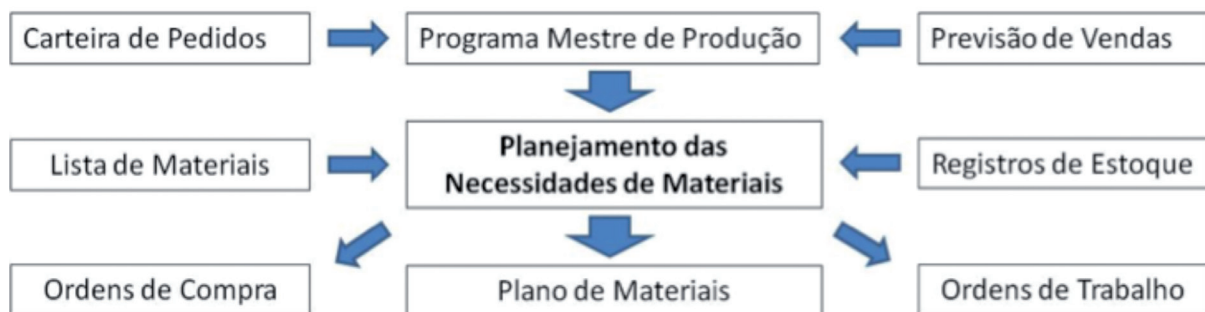 Carteira de Pedidos
Programa Mestre de Produção
Previsão de Vendas
Lista de Materiais
Planejamento das
Necessidades de Materiais
Registros de Estoque
Ordens de Compra
Plano de Materiais
Ordens de Trabalho